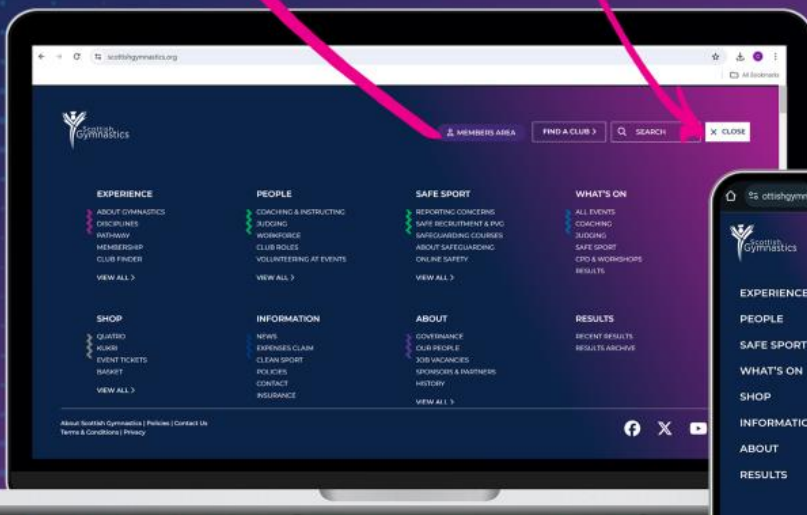 scottishgymnastics.org
All Bookmarks
Scottish
Gymnastics
MEMBERS AREA
FIND A CLUB >
SEARCH
X CLOSE
EXPERIENCE
ABOUT GYMNASTICS
DISCIPLINES
PATHWAY
MEMBERSHIP
CLUB FINDER
VIEW ALL >
PEOPLE
COACHING & INSTRUCTING
JUDGING
WORKFORCE
CLUB ROLES
VOLUNTEERING AT EVENTS
VIEW ALL >
SAFE SPORT
REPORTING CONCERNS
SAFE RECRUITMENT & PVG
SAFEGUARDING COURSES
ABOUT SAFEGUARDING
ONLINE SAFETY
VIEW ALL >
WHAT'S ON
ALL EVENTS
COACHING
JUDGING
SAFE SPORT
CPD & WORKSHOPS
RESULTS
SHOP
QUATRO
KUKRI
EVENT TICKETS
BASKET
VIEW ALL >
INFORMATION
NEWS
EXPENSES CLAIM
CLEAN SPORT
POLICIES
CONTACT
INSURANCE
ABOUT
GOVERNANCE
OUR PEOPLE
JOB VACANCIES
SPONSORS & PARTNERS
HISTORY
VIEW ALL >
RESULTS
RECENT RESULTS
RESULTS ARCHIVE
About Scottish Gymnastics | Policies | Contact Us
Terms & Conditions | Privacy
ottishgymn
Scottish
Gymnastics
EXPERIENCE
PEOPLE
SAFE SPORT
WHAT'S ON
SHOP
INFORMATIO
ABOUT
RESULTS